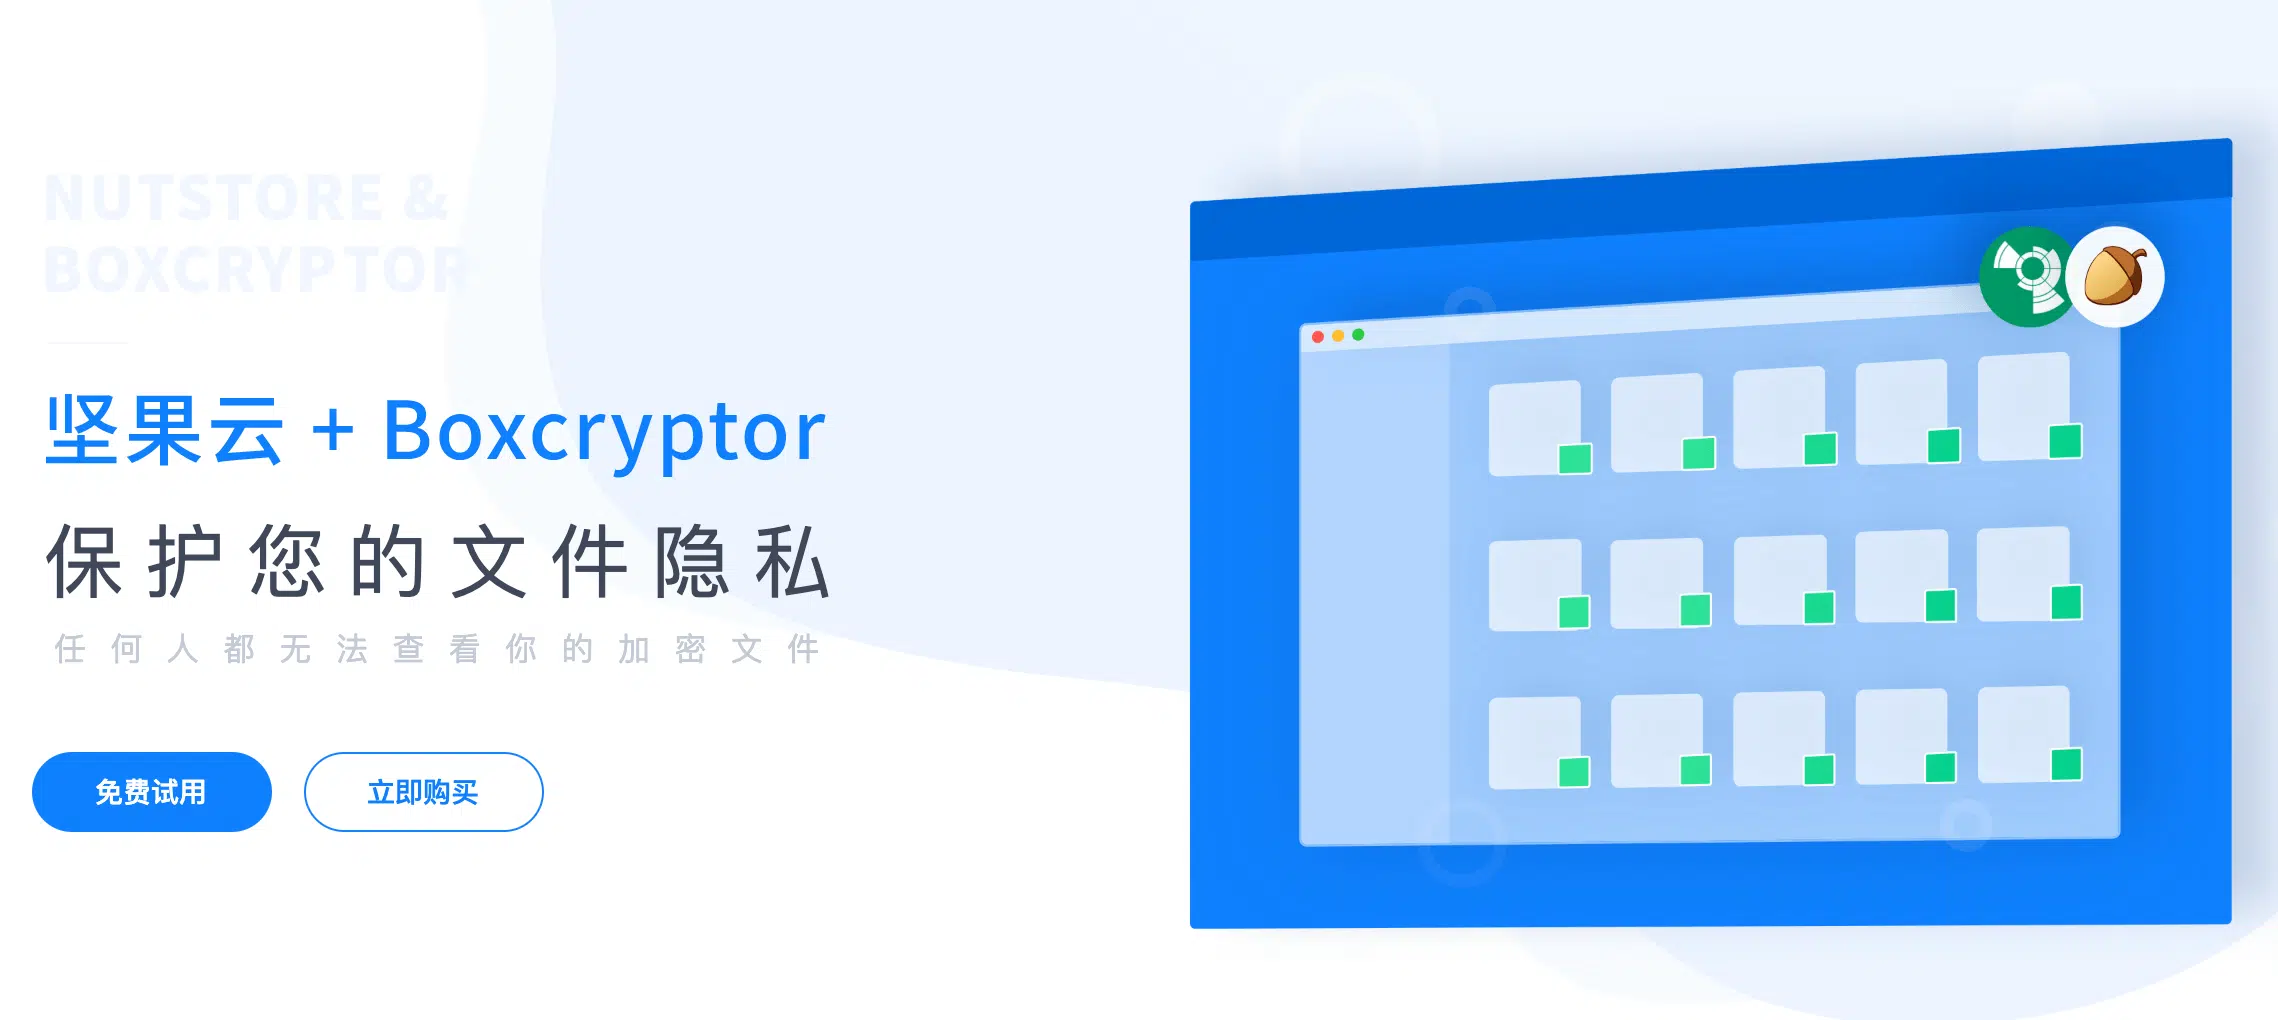 NUTSTORE &
BOXCRYPTOR
坚果云 + Boxcryptor
保护您的文件隐私
任何人都无法查看你的加密文件
免费试用
立即购买